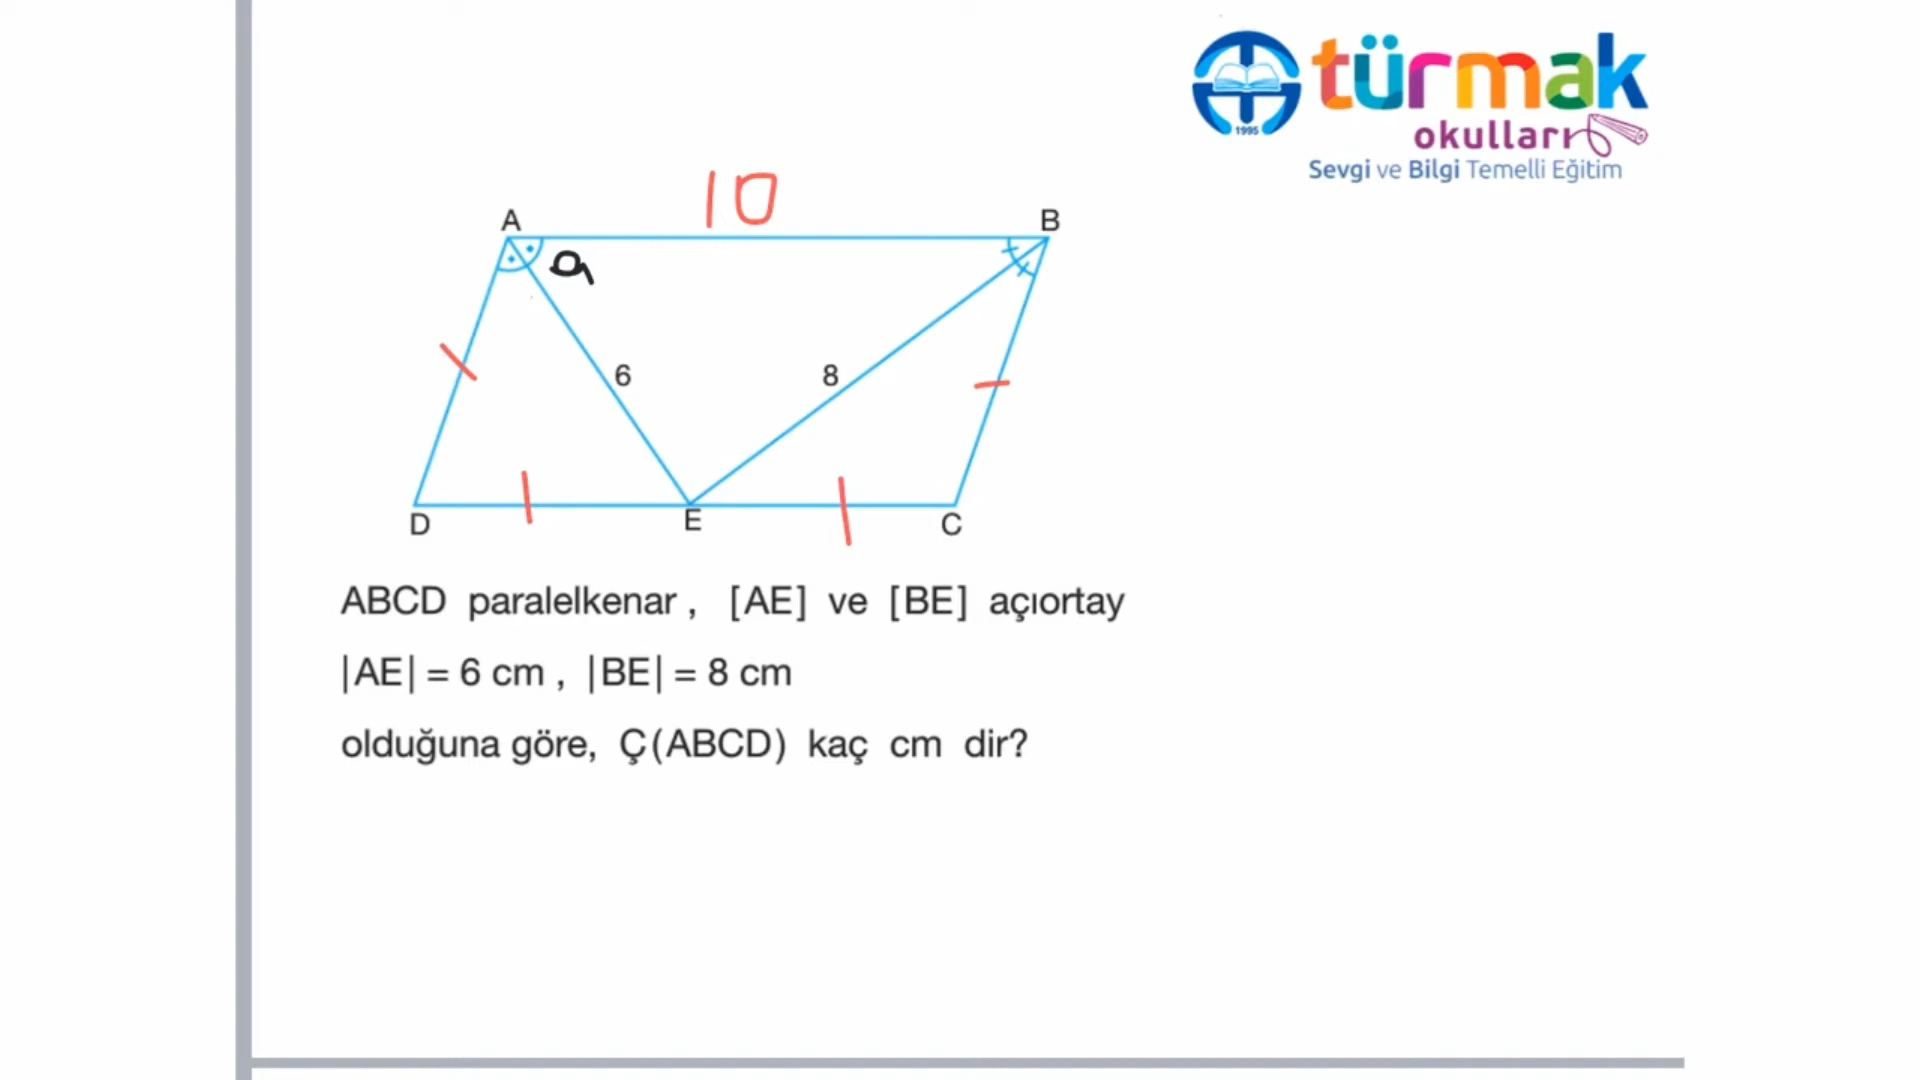 türmak
okulları
1995
Sevgi ve Bilgi Temelli Eğitim
10
A
B
a
6
8
D
E
C
ABCD paralelkenar , [AE] ve [BE] açıortay
|AE| = 6 cm , |BE| = 8 cm
olduğuna göre, Ç(ABCD) kaç cm dir?